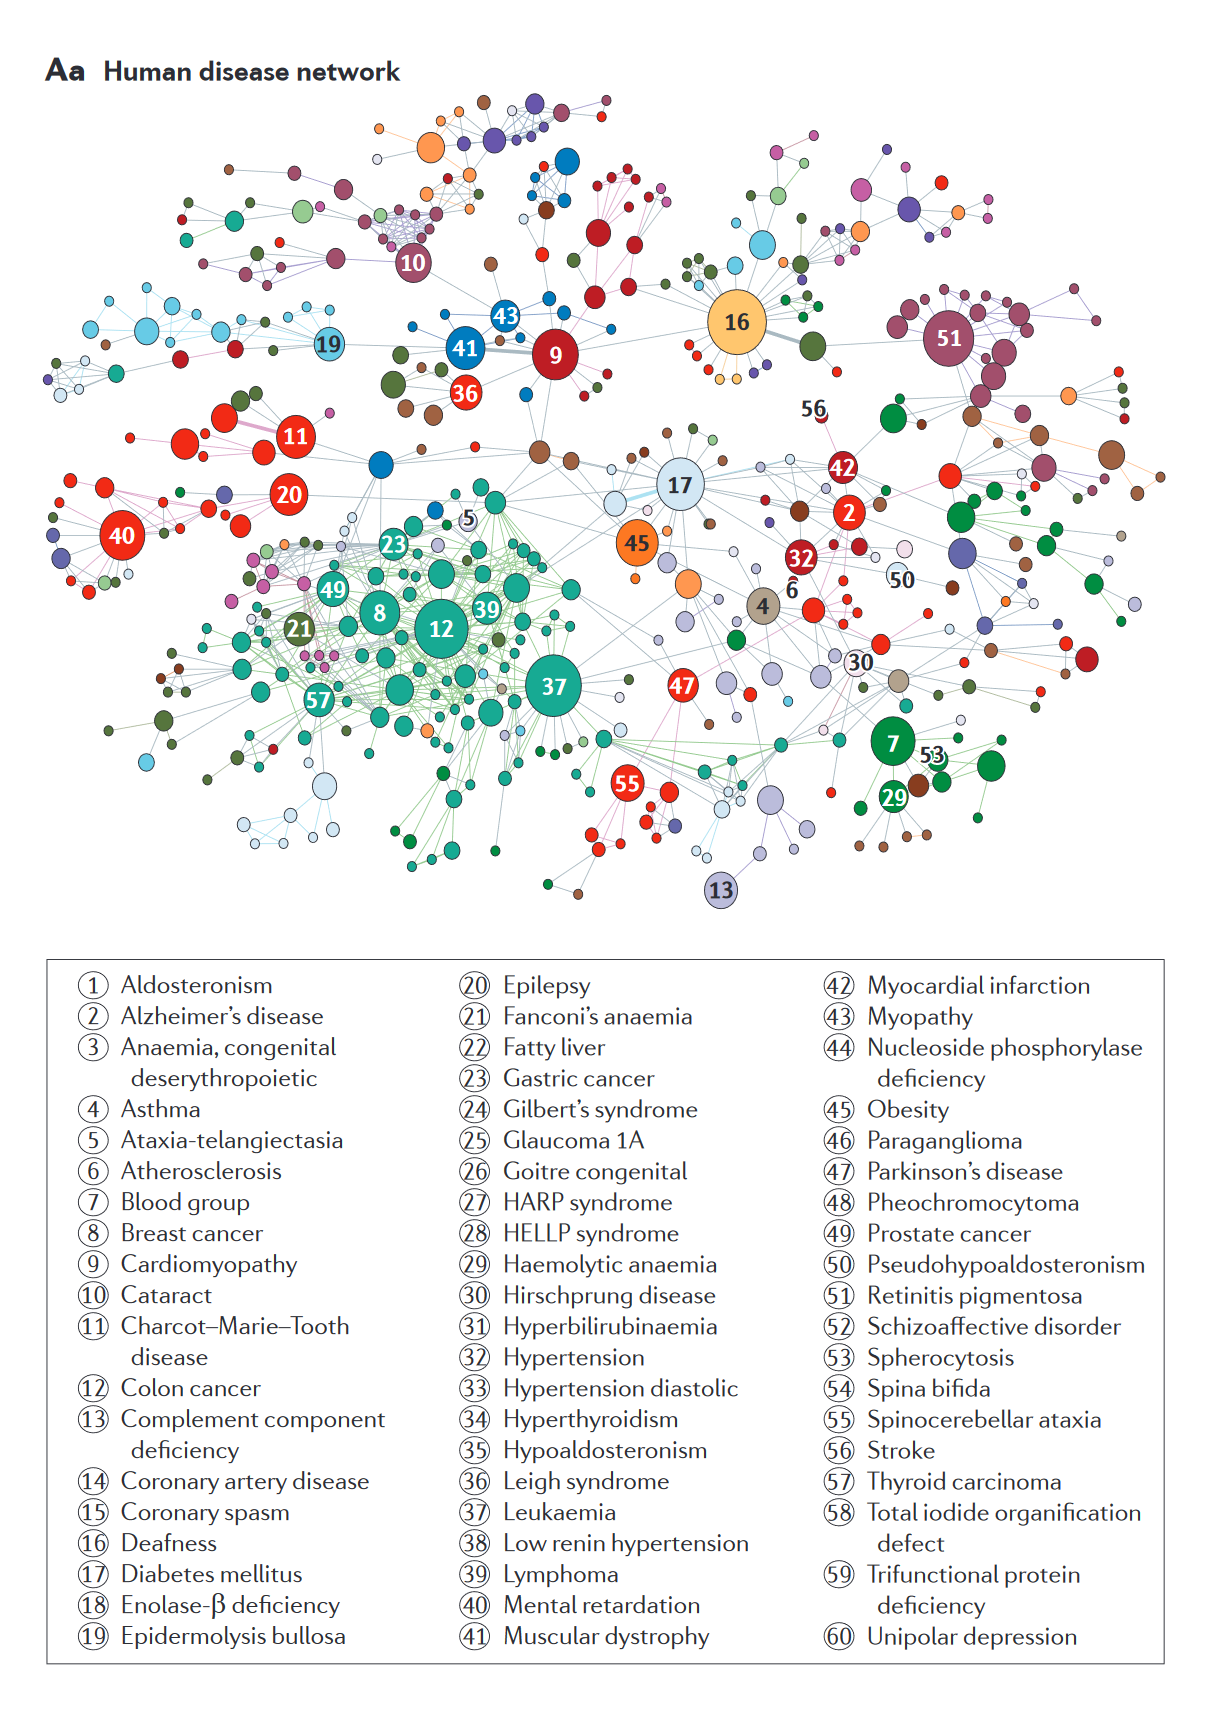 Aa Human disease network
10
43
16
51
19
41
9
36
56
11
42
17
20
2
5
40
23
45
32
50
49
6
8
39
4
21
12
30
37
47
57
7
53
55
29
13
1 Aldosteronism
2 Alzheimer's disease
3 Anaemia, congenital
deserythropoietic
4 Asthma
5 Ataxia-telangiectasia
6 Atherosclerosis
7 Blood group
8 Breast cancer
9 Cardiomyopathy
10 Cataract
11 Charcot–Marie–Tooth
disease
12 Colon cancer
13 Complement component
deficiency
14 Coronary artery disease
15 Coronary spasm
16 Deafness
17 Diabetes mellitus
18 Enolase-β deficiency
19 Epidermolysis bullosa
20 Epilepsy
21 Fanconi's anaemia
22 Fatty liver
23 Gastric cancer
24 Gilbert's syndrome
25 Glaucoma 1A
26 Goitre congenital
27 HARP syndrome
28 HELLP syndrome
29 Haemolytic anaemia
30 Hirschprung disease
31 Hyperbilirubinaemia
32 Hypertension
33 Hypertension diastolic
34 Hyperthyroidism
35 Hypoaldosteronism
36 Leigh syndrome
37 Leukaemia
38 Low renin hypertension
39 Lymphoma
40 Mental retardation
41 Muscular dystrophy
42 Myocardial infarction
43 Myopathy
44 Nucleoside phosphorylase
deficiency
45 Obesity
46 Paraganglioma
47 Parkinson's disease
48 Pheochromocytoma
49 Prostate cancer
50 Pseudohypoaldosteronism
51 Retinitis pigmentosa
52 Schizoaffective disorder
53 Spherocytosis
54 Spina bifida
55 Spinocerebellar ataxia
56 Stroke
57 Thyroid carcinoma
58 Total iodide organification
defect
59 Trifunctional protein
deficiency
60 Unipolar depression